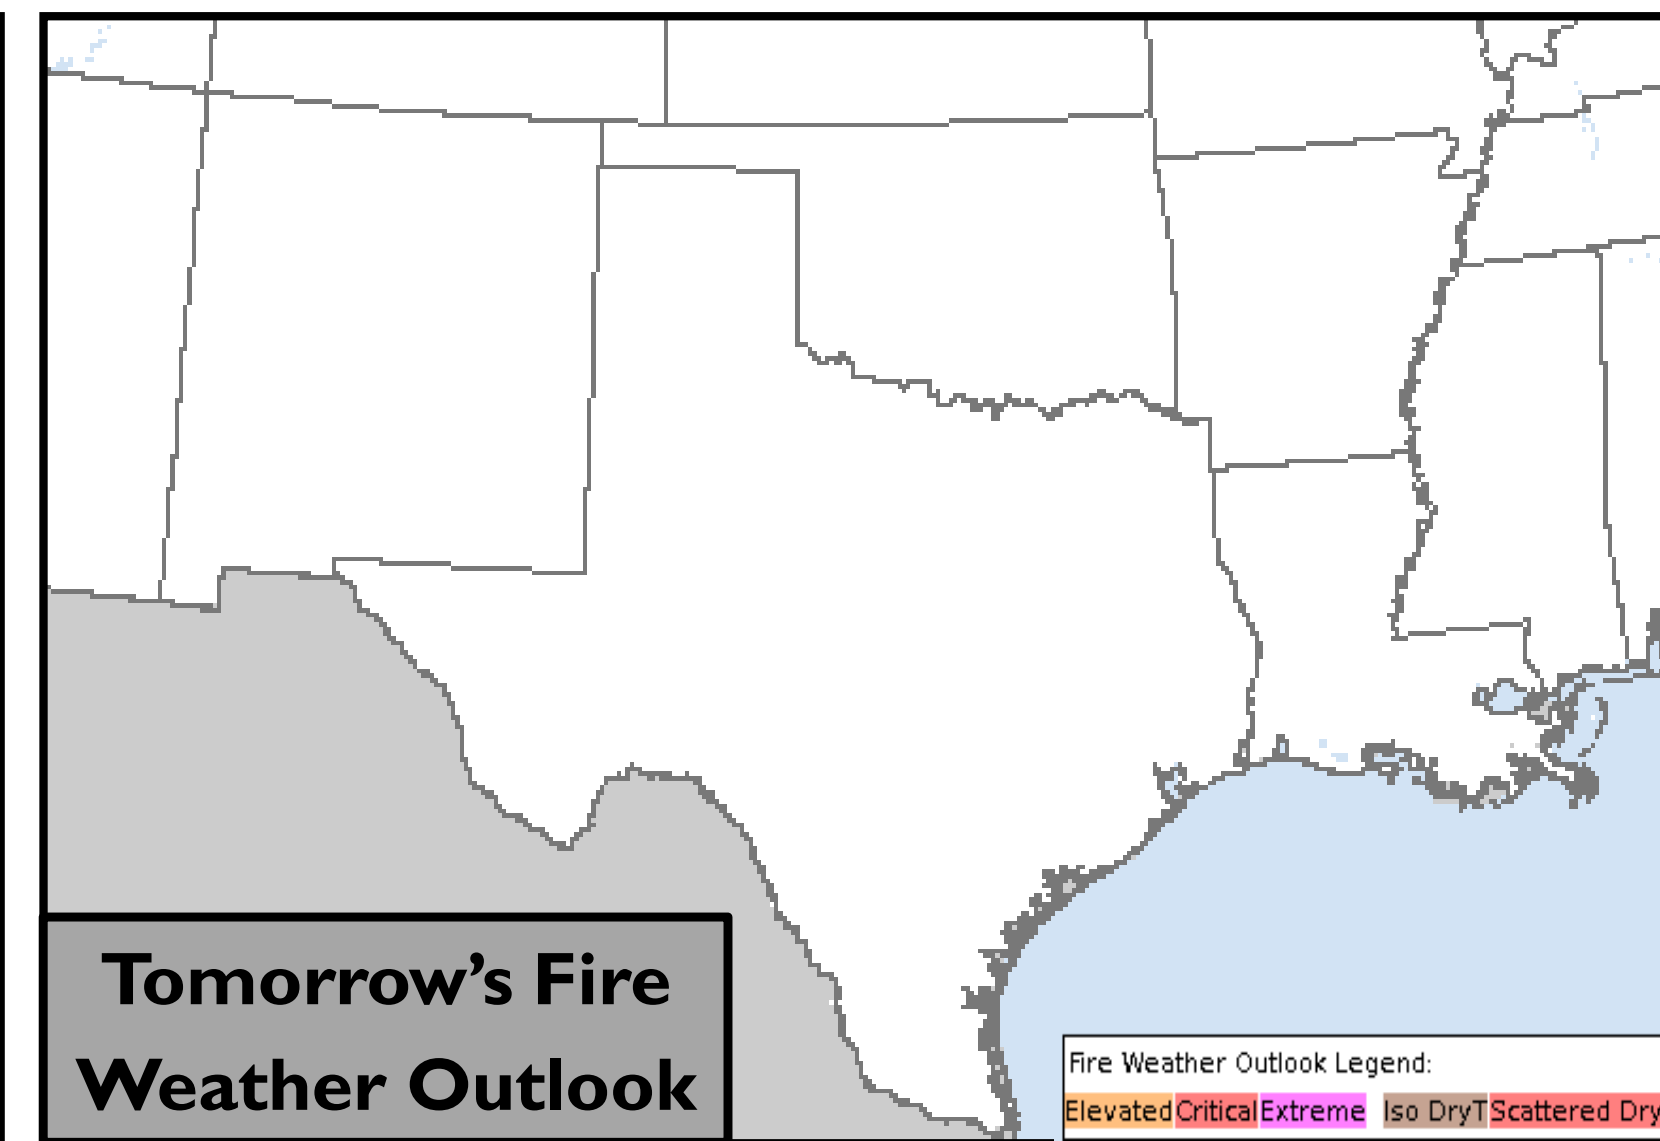 Tomorrow’s Fire
Weather Outlook
Fire Weather Outlook Legend:
Elevated Critical Extreme Iso DryT Scattered Dry